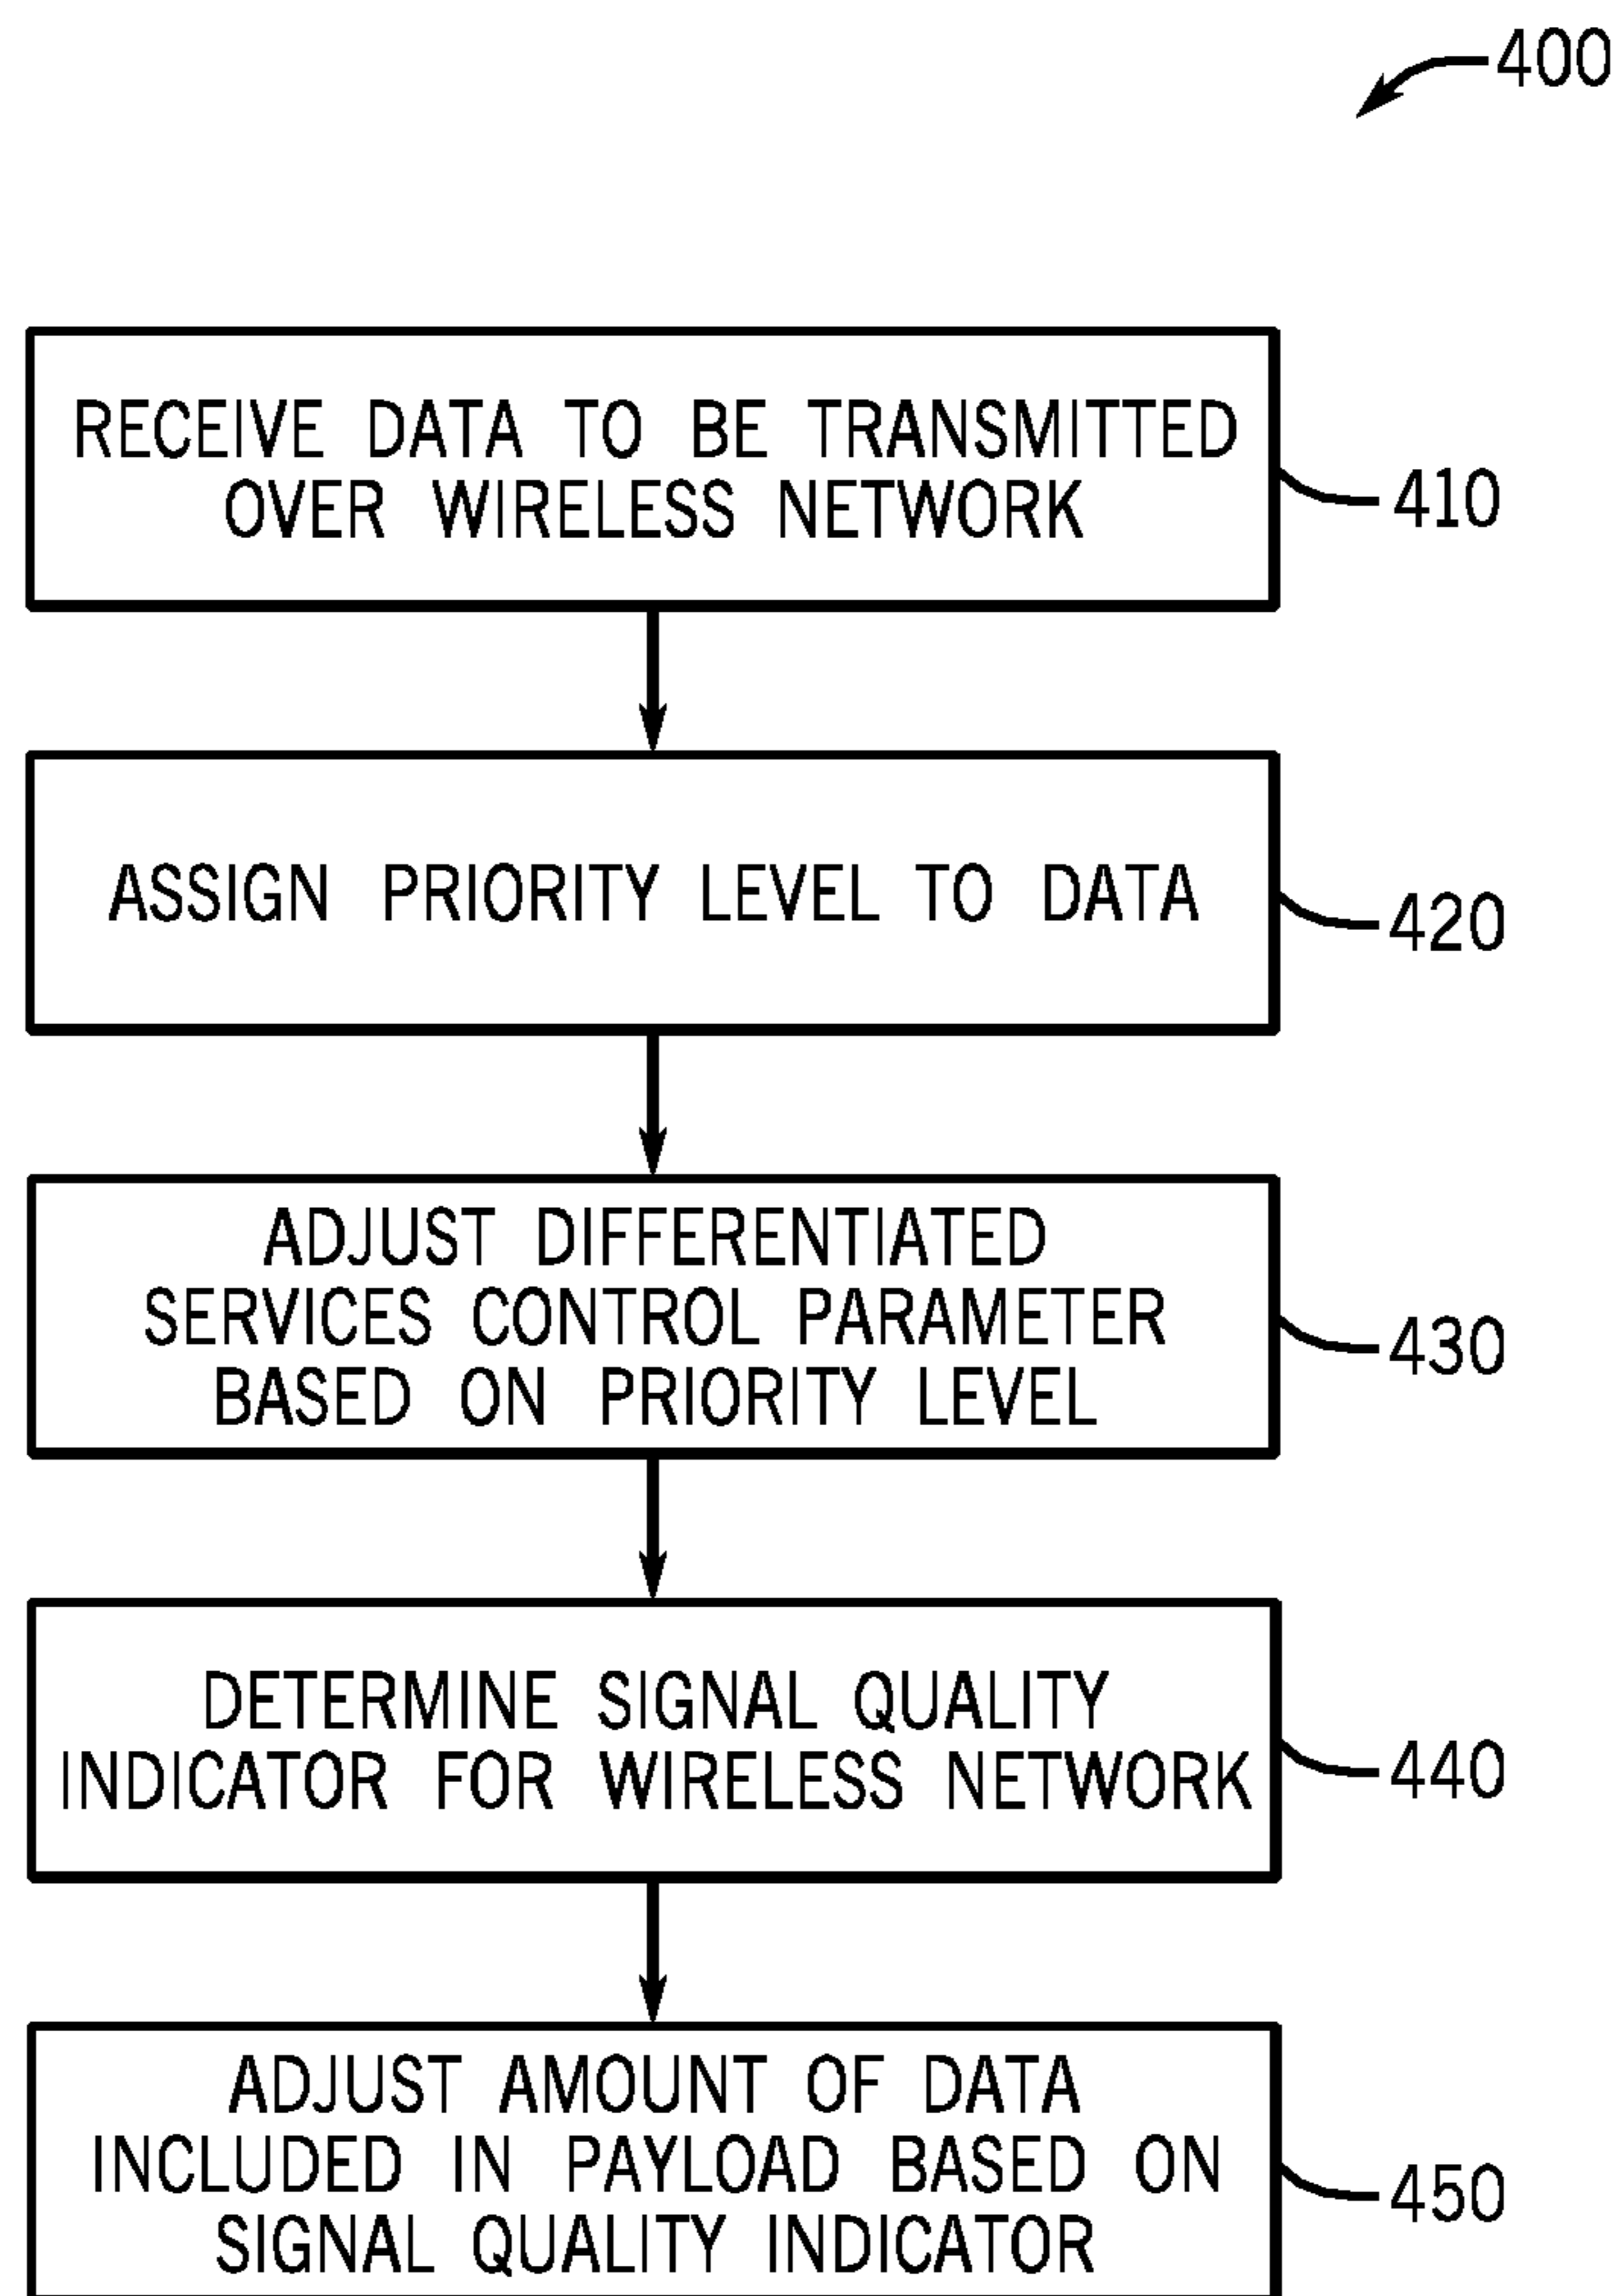 400
RECEIVE DATA TO BE TRANSMITTED
OVER WIRELESS NETWORK
410
ASSIGN PRIORITY LEVEL TO DATA
420
ADJUST DIFFERENTIATED
SERVICES CONTROL PARAMETER
BASED ON PRIORITY LEVEL
430
DETERMINE SIGNAL QUALITY
INDICATOR FOR WIRELESS NETWORK
440
ADJUST AMOUNT OF DATA
INCLUDED IN PAYLOAD BASED ON
SIGNAL QUALITY INDICATOR
450